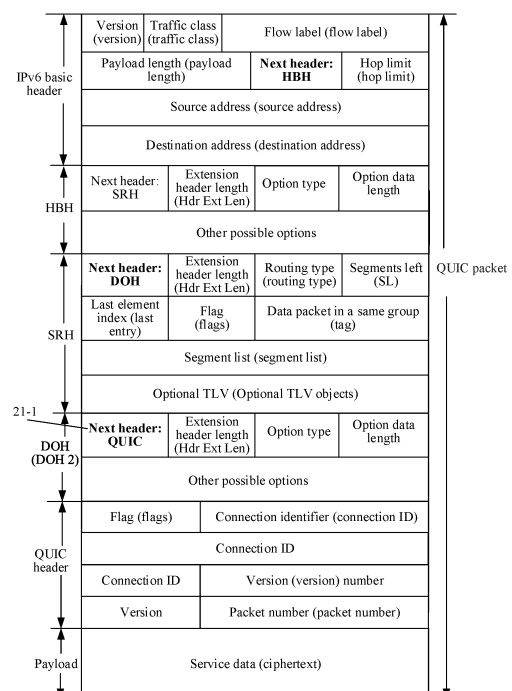 Version
(version)
Traffic class
(traffic class)
Flow label (flow label)
IPv6 basic
header
Payload length (payload
length)
Next header:
HBH
Hop limit
(hop limit)
Source address (source address)
Destination address (destination address)
HBH
Next header:
SRH
Extension
header length
(Hdr Ext Len)
Option type
Option data
length
Other possible options
QUIC packet
SRH
Next header:
DOH
Extension
header length
(Hdr Ext Len)
Routing type
(routing type)
Segments left
(SL)
Last element
index (last
entry)
Flag
(flags)
Data packet in a same group
(tag)
Segment list (segment list)
Optional TLV (Optional TLV objects)
21-1
DOH
(DOH 2)
Next header:
QUIC
Extension
header length
(Hdr Ext Len)
Option type
Option data
length
Other possible options
QUIC
header
Flag (flags)
Connection identifier (connection ID)
Connection ID
Connection ID
Version (version) number
Version
Packet number (packet number)
Payload
Service data (ciphertext)